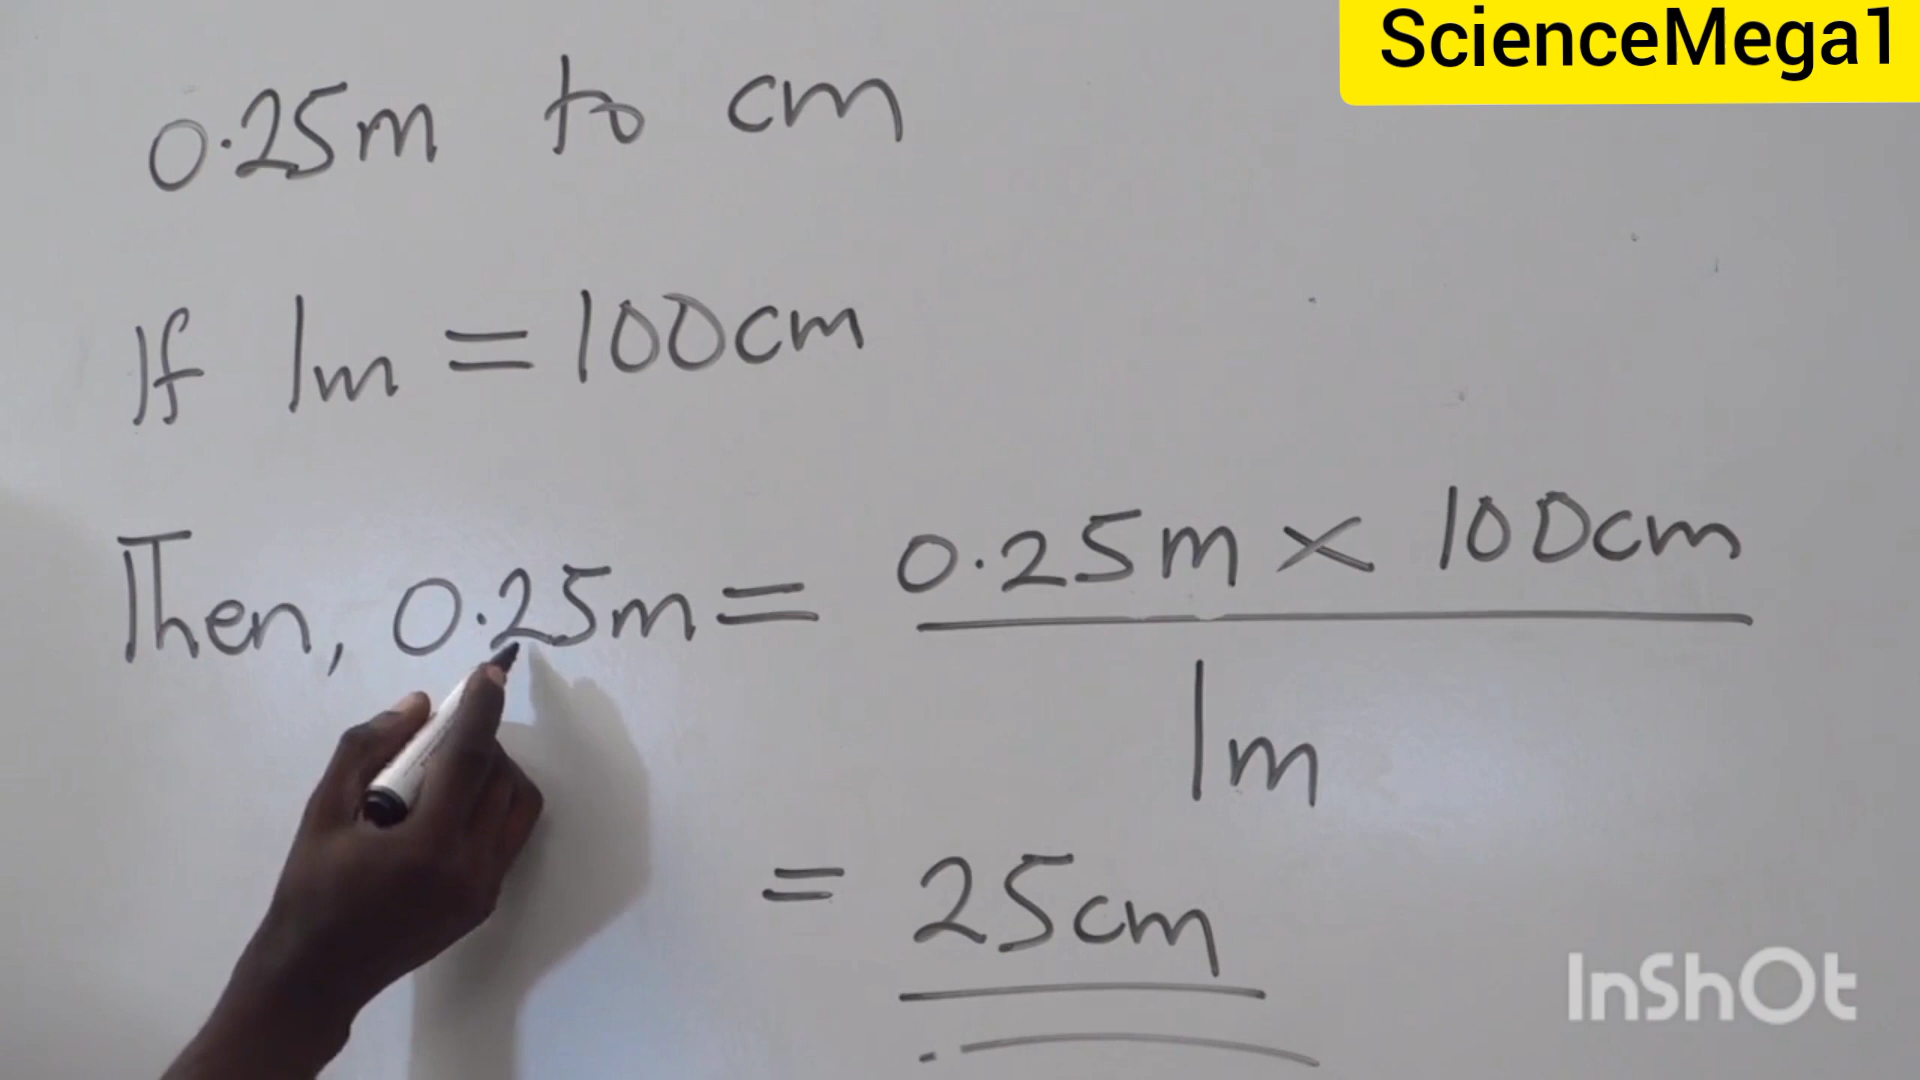 ScienceMega1
0.25m to cm
If 1m = 100cm
Then, 0.25m = 0.25m × 100cm
1m
= 25cm
InShOt